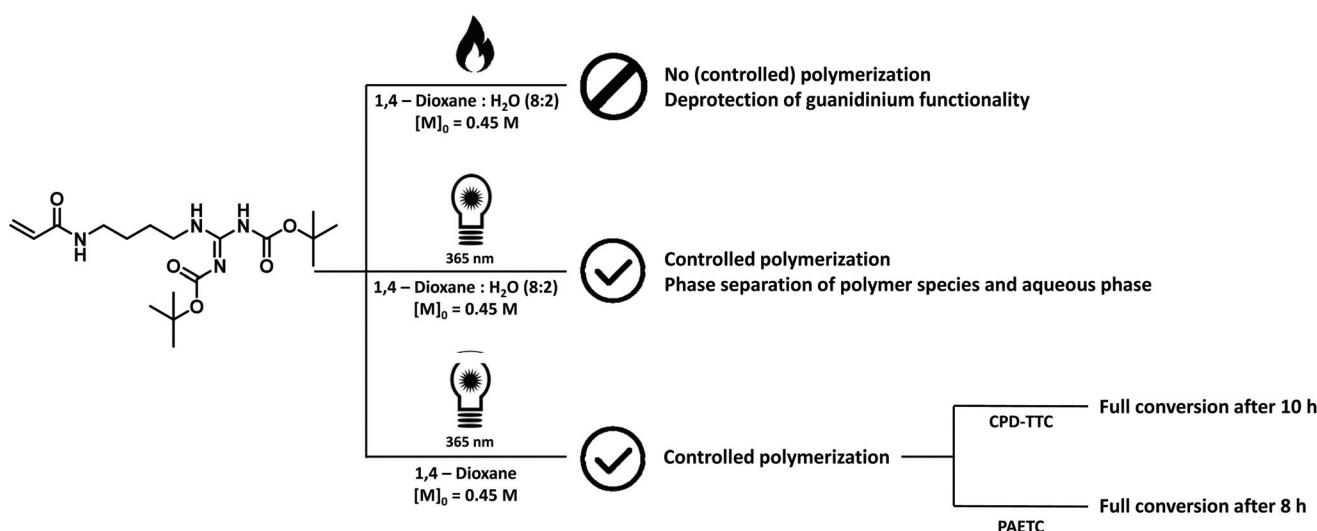 1,4 – Dioxane : H₂O (8:2)
[M]₀ = 0.45 M
No (controlled) polymerization
Deprotection of guanidinium functionality
O
N
H
H
N
N
H
N
O
O
O
O
365 nm
1,4 – Dioxane : H₂O (8:2)
[M]₀ = 0.45 M
Controlled polymerization
Phase separation of polymer species and aqueous phase
365 nm
1,4 – Dioxane
[M]₀ = 0.45 M
Controlled polymerization
CPD-TTC
Full conversion after 10 h
PAETC
Full conversion after 8 h